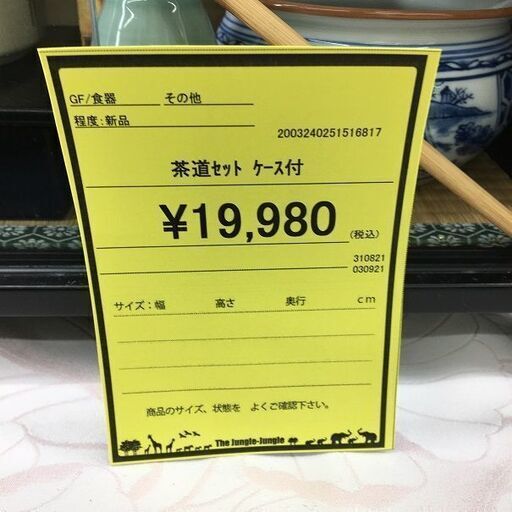 GF/食器 その他
程度:新品
2003240251516817
茶道セット ケース付
¥19,980 (税込)
310821
030921
サイズ:幅 高さ 奥行 cm
商品のサイズ、状態を よくご確認下さい。
The Jungle-Jungle